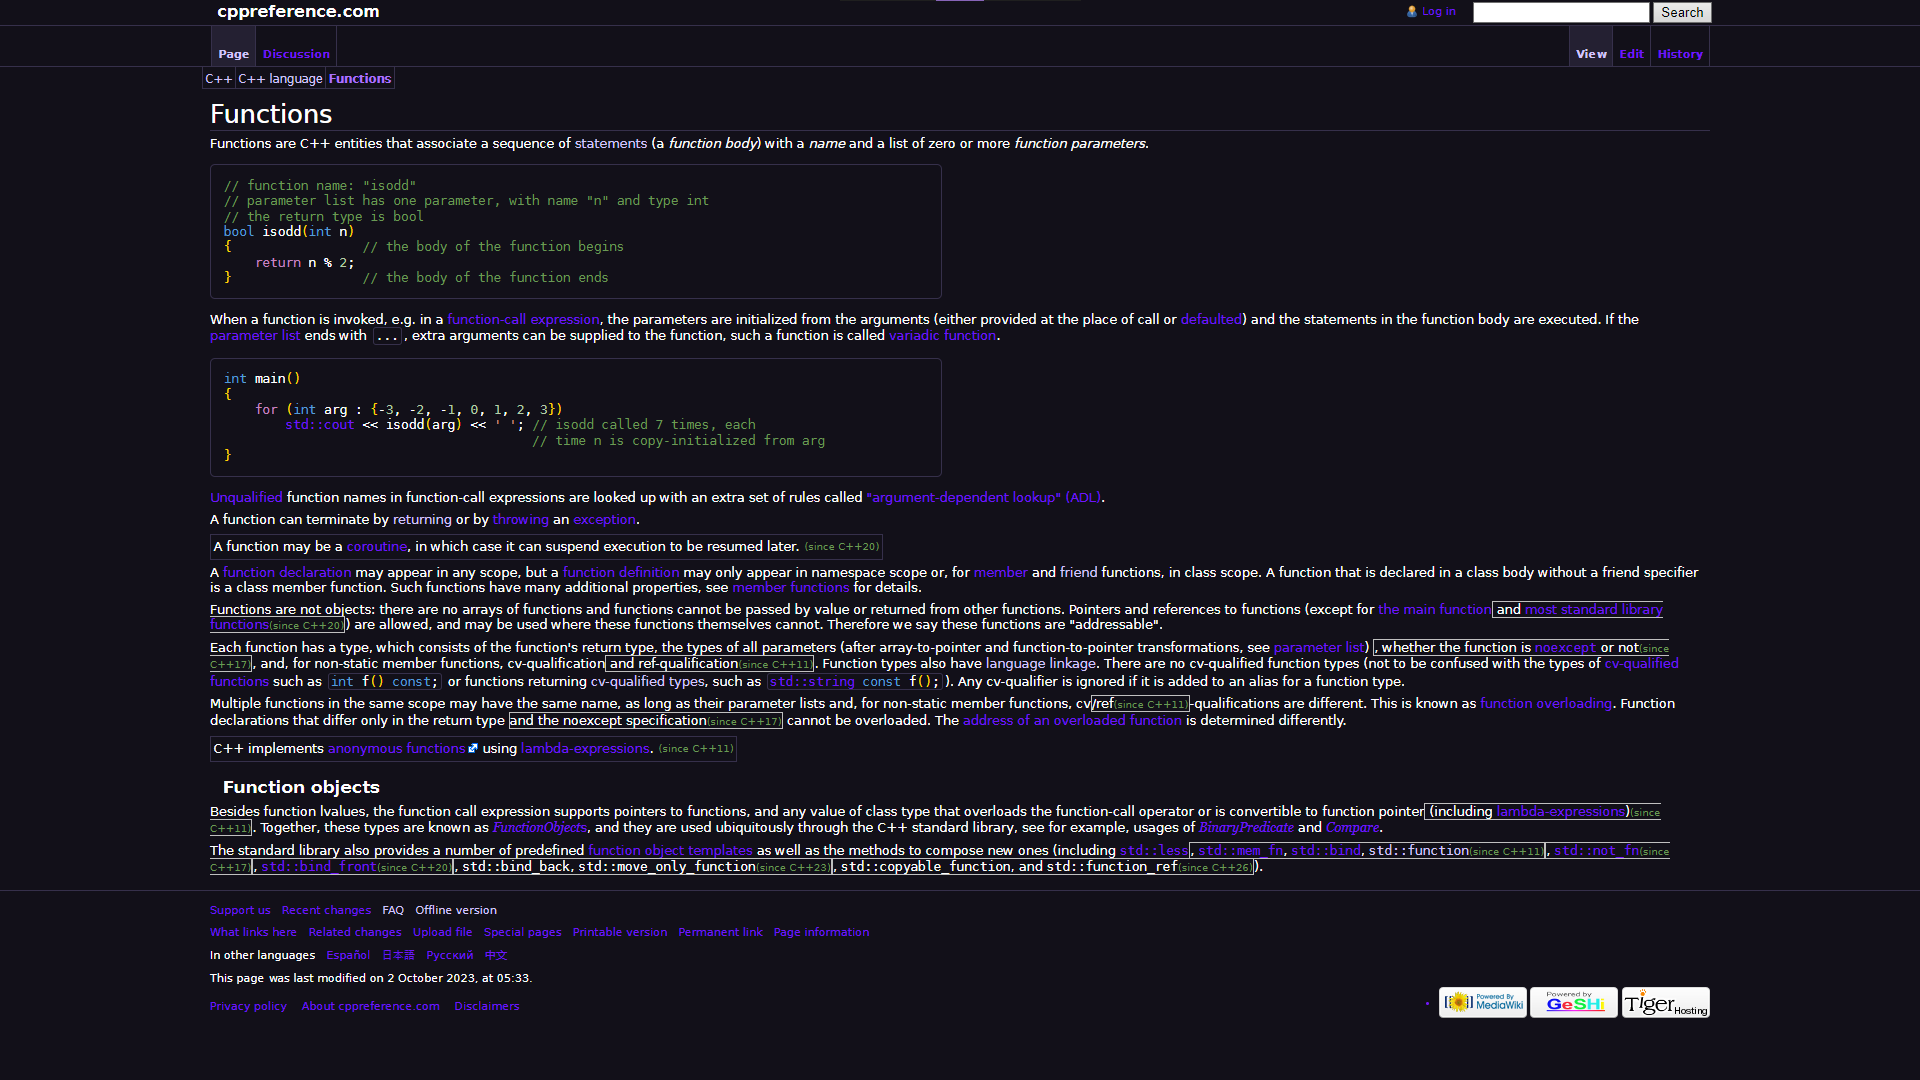 cppreference.com
Log in
Search
Page Discussion
View Edit History
C++ C++ language Functions
Functions
Functions are C++ entities that associate a sequence of statements (a function body) with a name and a list of zero or more function parameters.
// function name: "isodd"
// parameter list has one parameter, with name "n" and type int
// the return type is bool
bool isodd(int n)
{                 // the body of the function begins
    return n % 2;
}                 // the body of the function ends
When a function is invoked, e.g. in a function-call expression, the parameters are initialized from the arguments (either provided at the place of call or defaulted) and the statements in the function body are executed. If the
parameter list ends with ..., extra arguments can be supplied to the function, such a function is called variadic function.
int main()
{
    for (int arg : {-3, -2, -1, 0, 1, 2, 3})
        std::cout << isodd(arg) << ' '; // isodd called 7 times, each
                                        // time n is copy-initialized from arg
}
Unqualified function names in function-call expressions are looked up with an extra set of rules called "argument-dependent lookup" (ADL).
A function can terminate by returning or by throwing an exception.
A function may be a coroutine, in which case it can suspend execution to be resumed later. (since C++20)
A function declaration may appear in any scope, but a function definition may only appear in namespace scope or, for member and friend functions, in class scope. A function that is declared in a class body without a friend specifier
is a class member function. Such functions have many additional properties, see member functions for details.
Functions are not objects: there are no arrays of functions and functions cannot be passed by value or returned from other functions. Pointers and references to functions (except for the main function and most standard library
functions(since C++20)) are allowed, and may be used where these functions themselves cannot. Therefore we say these functions are "addressable".
Each function has a type, which consists of the function's return type, the types of all parameters (after array-to-pointer and function-to-pointer transformations, see parameter list) , whether the function is noexcept or not(since
C++17), and, for non-static member functions, cv-qualification and ref-qualification(since C++11). Function types also have language linkage. There are no cv-qualified function types (not to be confused with the types of cv-qualified
functions such as int f() const; or functions returning cv-qualified types, such as std::string const f();). Any cv-qualifier is ignored if it is added to an alias for a function type.
Multiple functions in the same scope may have the same name, as long as their parameter lists and, for non-static member functions, cv/ref(since C++11)-qualifications are different. This is known as function overloading. Function
declarations that differ only in the return type and the noexcept specification(since C++17) cannot be overloaded. The address of an overloaded function is determined differently.
C++ implements anonymous functions using lambda-expressions. (since C++11)
Function objects
Besides function lvalues, the function call expression supports pointers to functions, and any value of class type that overloads the function-call operator or is convertible to function pointer (including lambda-expressions)(since
C++11). Together, these types are known as FunctionObjects, and they are used ubiquitously through the C++ standard library, see for example, usages of BinaryPredicate and Compare.
The standard library also provides a number of predefined function object templates as well as the methods to compose new ones (including std::less, std::mem_fn, std::bind, std::function(since C++11), std::not_fn(since
C++17), std::bind_front(since C++20), std::bind_back, std::move_only_function(since C++23), std::copyable_function, and std::function_ref(since C++26)).
Support us Recent changes FAQ Offline version
What links here Related changes Upload file Special pages Printable version Permanent link Page information
In other languages Español 日本語 Русский 中文
This page was last modified on 2 October 2023, at 05:33.
Privacy policy About cppreference.com Disclaimers
Powered By MediaWiki
Powered by GeSHi
Tiger Hosting